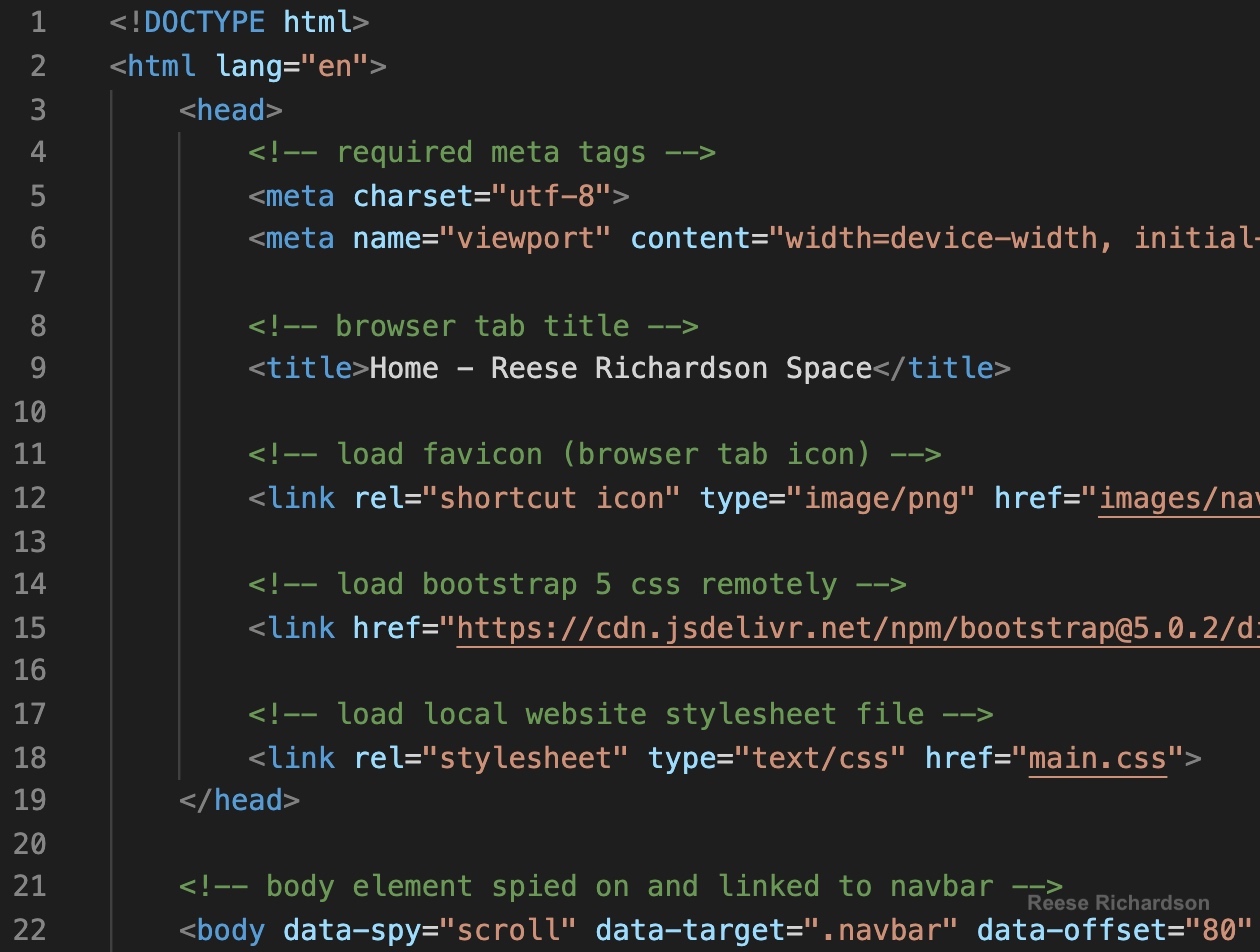 1 <!DOCTYPE html>
2 <html lang="en">
3 <head>
4 <!-- required meta tags -->
5 <meta charset="utf-8">
6 <meta name="viewport" content="width=device-width, initial-
7
8 <!-- browser tab title -->
9 <title>Home - Reese Richardson Space</title>
10
11 <!-- load favicon (browser tab icon) -->
12 <link rel="shortcut icon" type="image/png" href="images/nav
13
14 <!-- load bootstrap 5 css remotely -->
15 <link href="https://cdn.jsdelivr.net/npm/bootstrap@5.0.2/di
16
17 <!-- load local website stylesheet file -->
18 <link rel="stylesheet" type="text/css" href="main.css">
19 </head>
20
21 <!-- body element spied on and linked to navbar -->
Reese Richardson
22 <body data-spy="scroll" data-target=".navbar" data-offset="80"